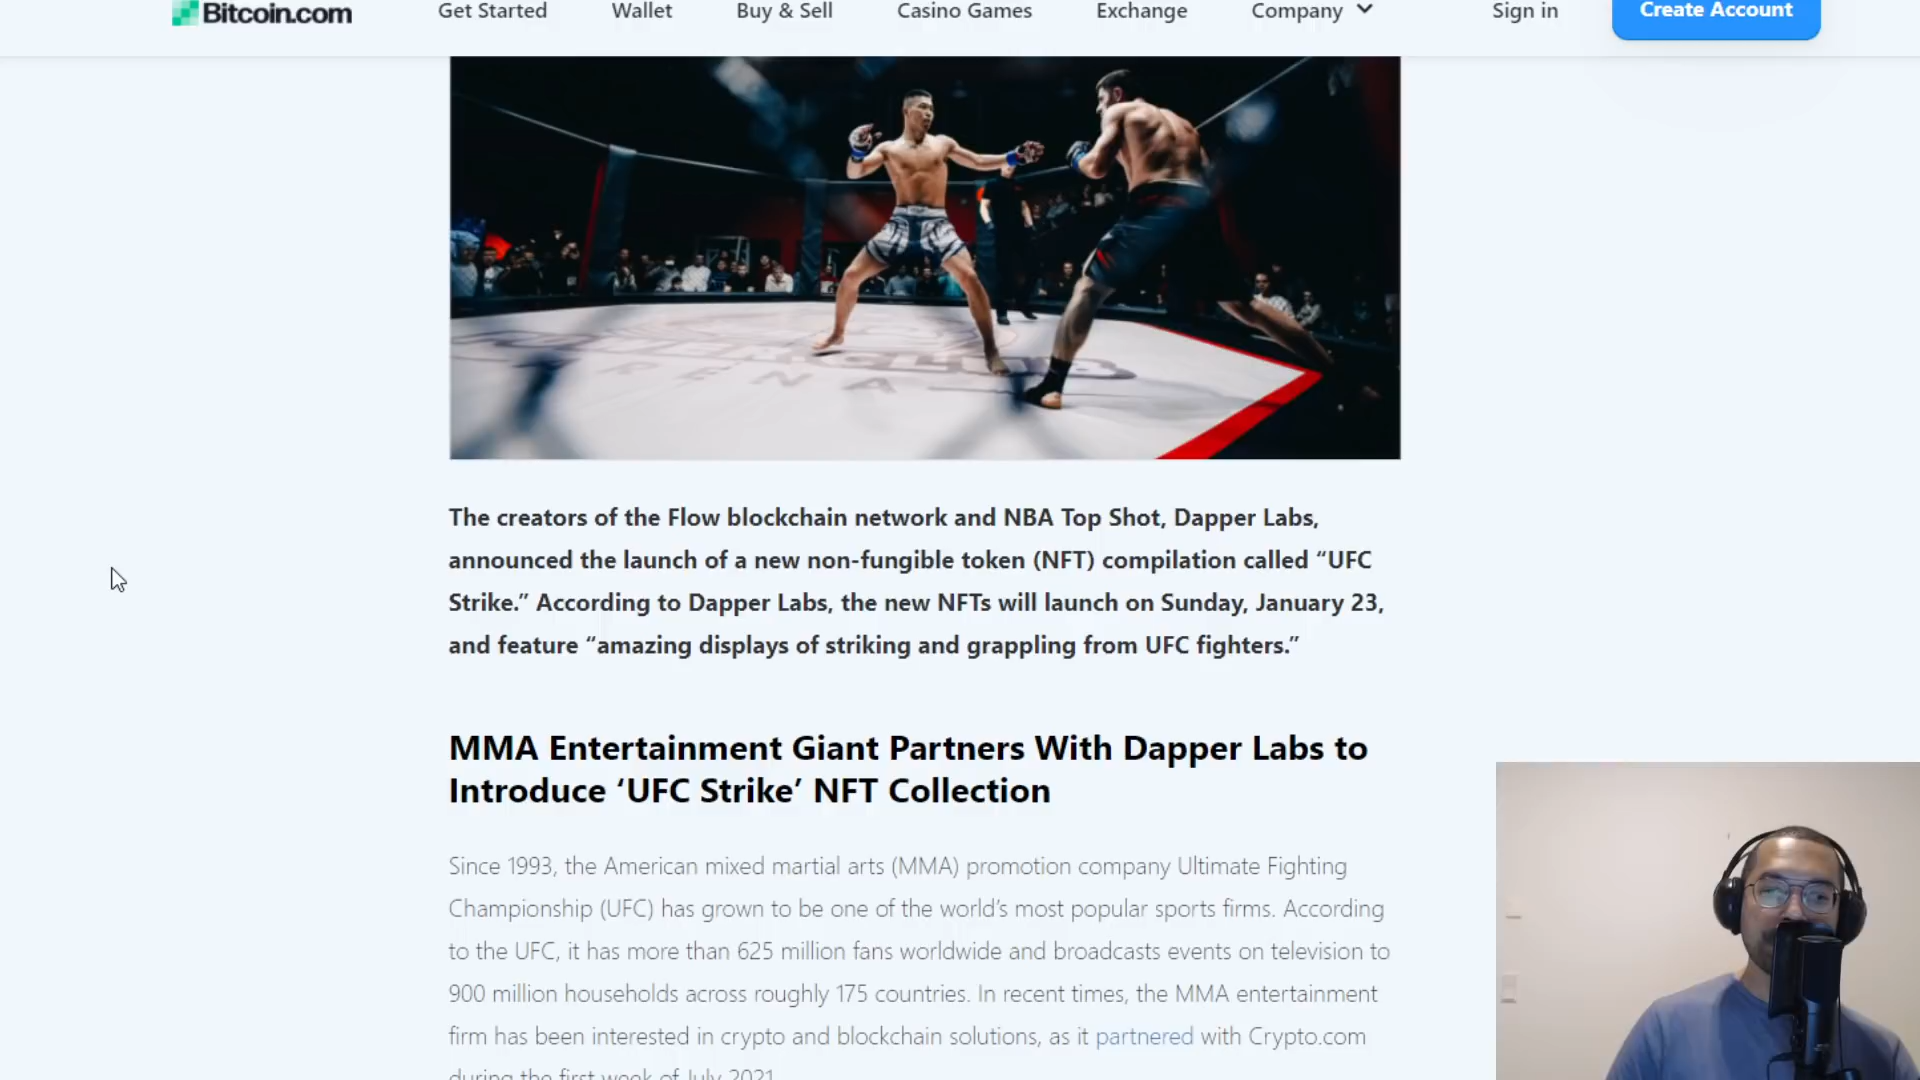 Bitcoin.com
Get Started
Wallet
Buy & Sell
Casino Games
Exchange
Company
Sign in
Create Account
ARENA
The creators of the Flow blockchain network and NBA Top Shot, Dapper Labs,
announced the launch of a new non-fungible token (NFT) compilation called “UFC
Strike.” According to Dapper Labs, the new NFTs will launch on Sunday, January 23,
and feature “amazing displays of striking and grappling from UFC fighters.”
MMA Entertainment Giant Partners With Dapper Labs to
Introduce ‘UFC Strike’ NFT Collection
Since 1993, the American mixed martial arts (MMA) promotion company Ultimate Fighting
Championship (UFC) has grown to be one of the world’s most popular sports firms. According
to the UFC, it has more than 625 million fans worldwide and broadcasts events on television to
900 million households across roughly 175 countries. In recent times, the MMA entertainment
firm has been interested in crypto and blockchain solutions, as it partnered with Crypto.com
during the first week of July 2021.